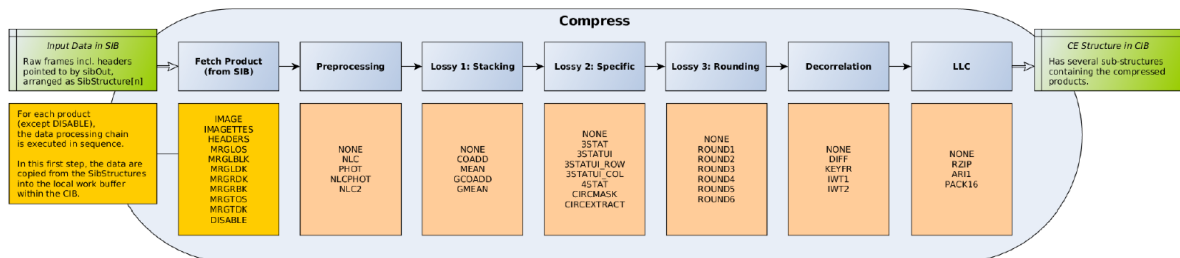 Compress
Input Data in SIB
Raw frames incl. headers
pointed to by sibOut,
arranged as SibStructure[n]
Fetch Product
(from SIB)
Preprocessing
Lossy 1: Stacking
Lossy 2: Specific
Lossy 3: Rounding
Decorrelation
LLC
CE Structure in CIB
Has several sub-structures
containing the compressed
products.
For each product
(except DISABLE),
the data processing chain
is executed in sequence.
In this first step, the data are
copied from the SibStructures
into the local work buffer
within the CIB.
IMAGE
IMAGETTES
HEADERS
MRGLOS
MRGLBLK
MRGLDK
MRGRDK
MRGRBK
MRGTOS
MRGTDK
DISABLE
NONE
NLC
PHOT
NLCPHOT
NLC2
NONE
COADD
MEAN
GCOADD
GMEAN
NONE
3STAT
3STATUI
3STATUI_ROW
3STATUI_COL
4STAT
CIRCMASK
CIRCEXTRACT
NONE
ROUND1
ROUND2
ROUND3
ROUND4
ROUND5
ROUND6
NONE
DIFF
KEYFR
IWT1
IWT2
NONE
RZIP
ARI1
PACK16